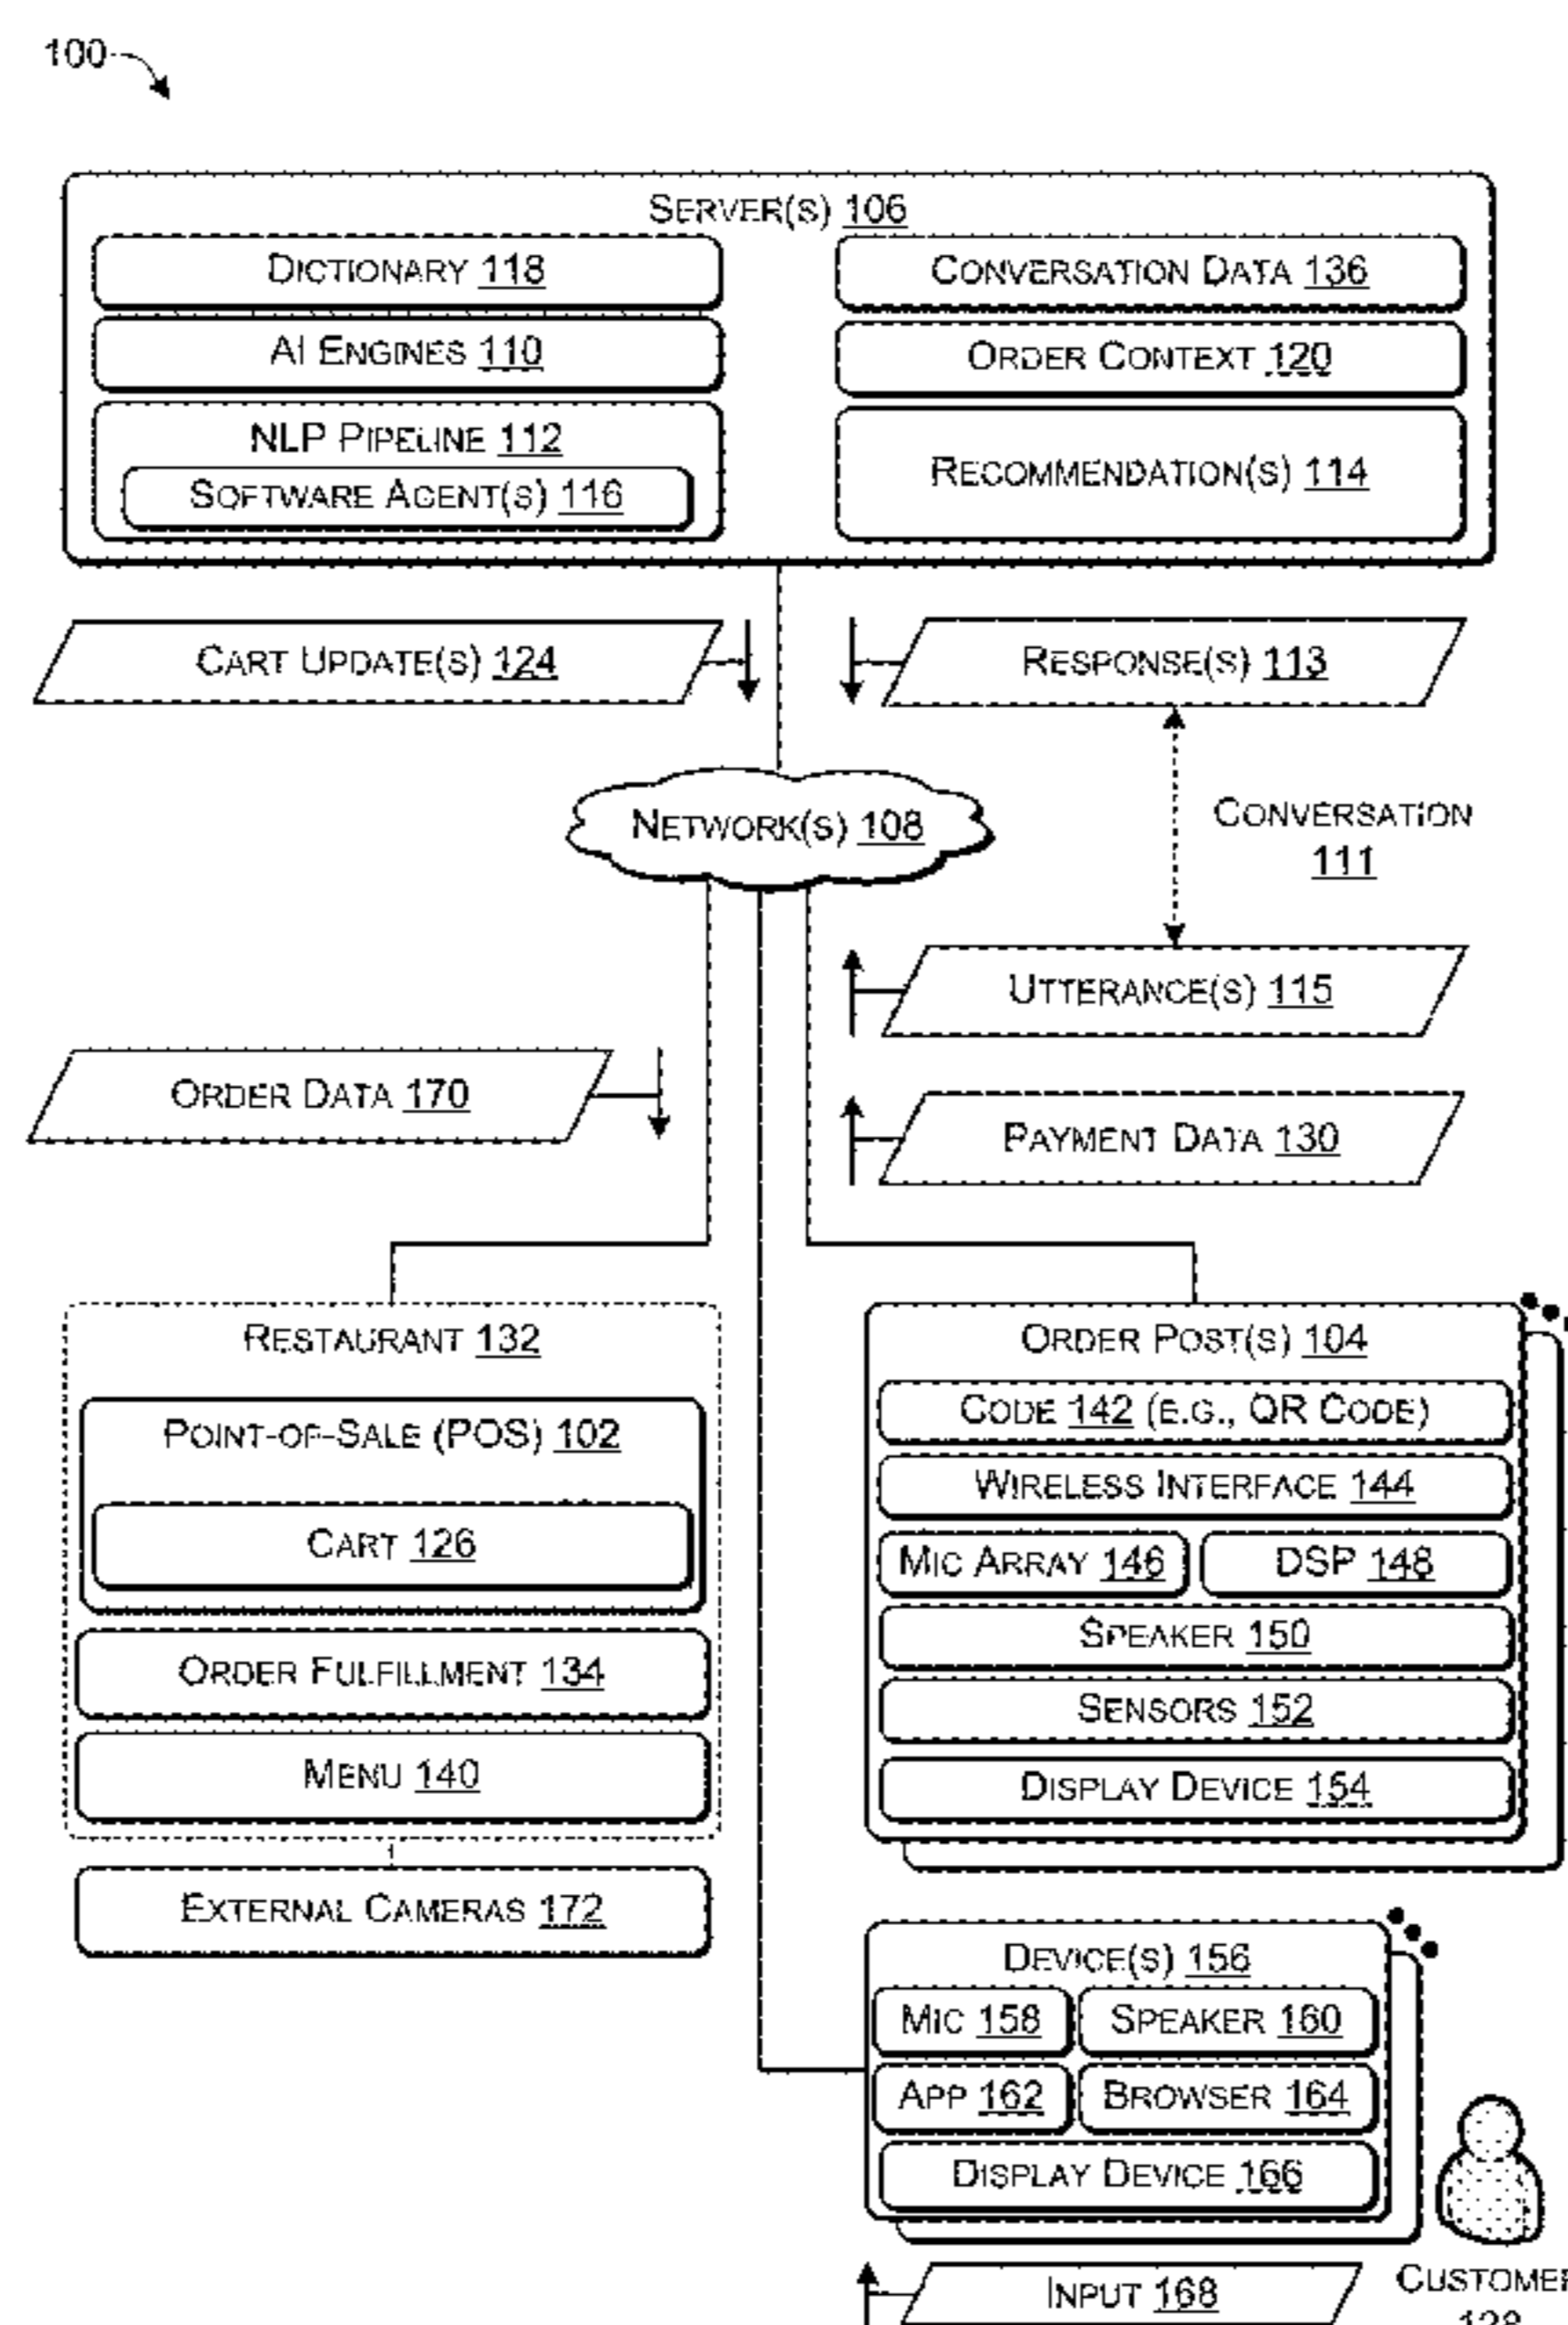 100
SERVER(S) 106
DICTIONARY 118
CONVERSATION DATA 136
AI ENGINES 110
ORDER CONTEXT 120
NLP PIPELINE 112
RECOMMENDATION(S) 114
SOFTWARE AGENT(S) 116
CART UPDATE(S) 124
RESPONSE(S) 113
NETWORK(S) 108
CONVERSATION
111
UTTERANCE(S) 115
ORDER DATA 170
PAYMENT DATA 130
RESTAURANT 132
POINT-OF-SALE (POS) 102
CART 126
ORDER FULFILLMENT 134
MENU 140
EXTERNAL CAMERAS 172
ORDER POST(S) 104
CODE 142 (E.G., QR CODE)
WIRELESS INTERFACE 144
MIC ARRAY 146
DSP 148
SPEAKER 150
SENSORS 152
DISPLAY DEVICE 154
DEVICE(S) 156
MIC 158
SPEAKER 160
APP 162
BROWSER 164
DISPLAY DEVICE 166
INPUT 168
CUSTOMER